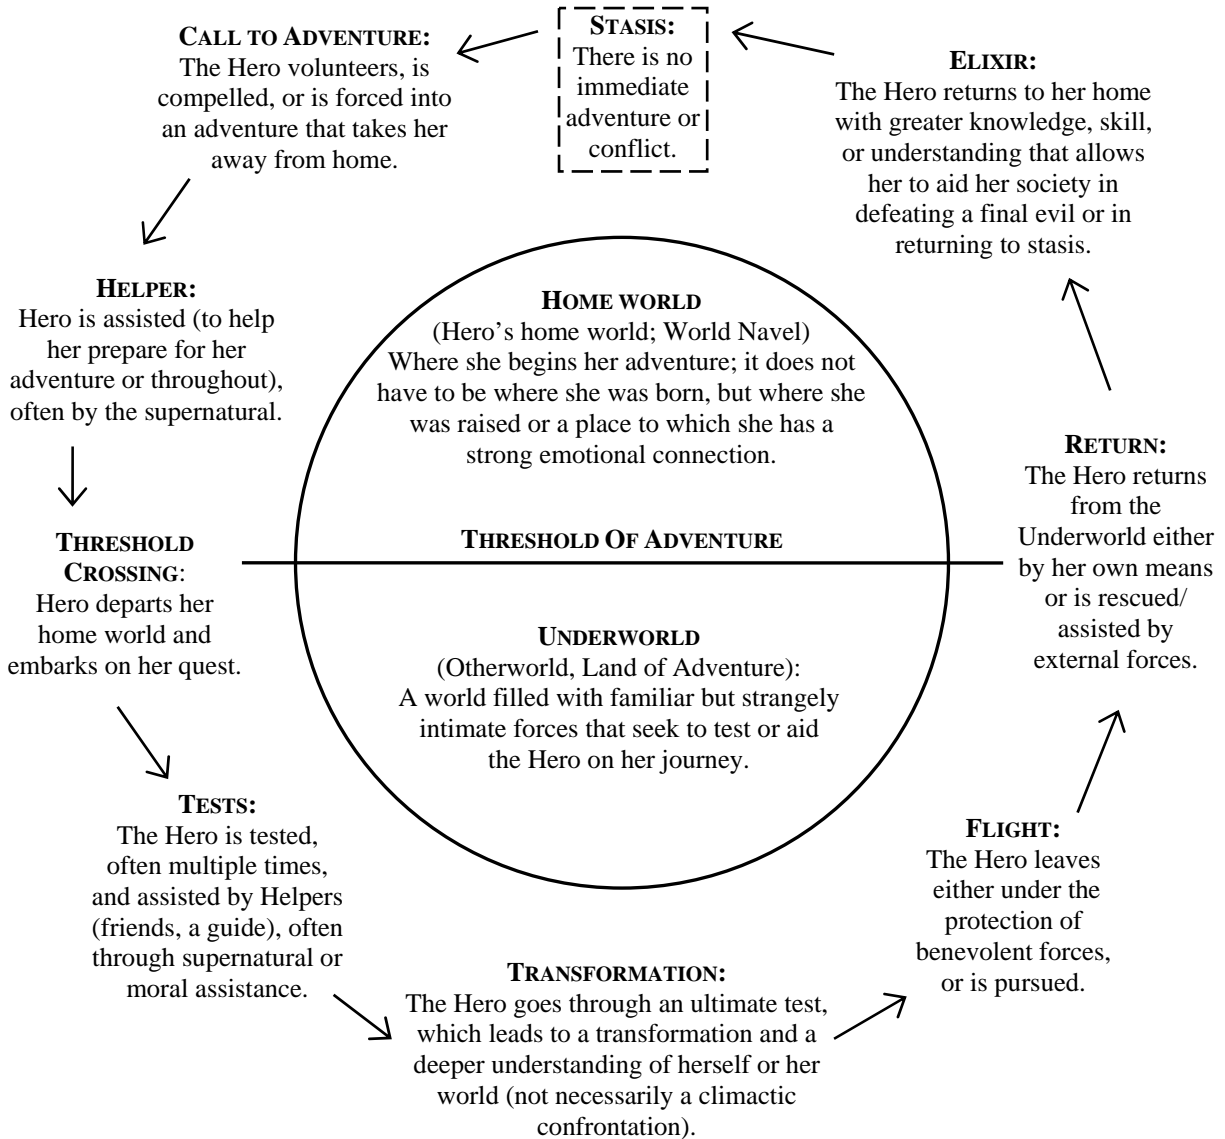 STASIS:
There is no
immediate
adventure or
conflict.
CALL TO ADVENTURE:
The Hero volunteers, is
compelled, or is forced into
an adventure that takes her
away from home.
HELPER:
Hero is assisted (to help
her prepare for her
adventure or throughout),
often by the supernatural.
THRESHOLD
CROSSING:
Hero departs her
home world and
embarks on her quest.
TESTS:
The Hero is tested,
often multiple times,
and assisted by Helpers
(friends, a guide), often
through supernatural or
moral assistance.
TRANSFORMATION:
The Hero goes through an ultimate test,
which leads to a transformation and a
deeper understanding of herself or her
world (not necessarily a climactic
confrontation).
FLIGHT:
The Hero leaves
either under the
protection of
benevolent forces,
or is pursued.
RETURN:
The Hero returns
from the
Underworld either
by her own means
or is rescued/
assisted by
external forces.
ELIXIR:
The Hero returns to her home
with greater knowledge, skill,
or understanding that allows
her to aid her society in
defeating a final evil or in
returning to stasis.
HOME WORLD
(Hero's home world; World Navel)
Where she begins her adventure; it does not
have to be where she was born, but where she
was raised or a place to which she has a
strong emotional connection.
THRESHOLD OF ADVENTURE
UNDERWORLD
(Otherworld, Land of Adventure):
A world filled with familiar but strangely
intimate forces that seek to test or aid
the Hero on her journey.